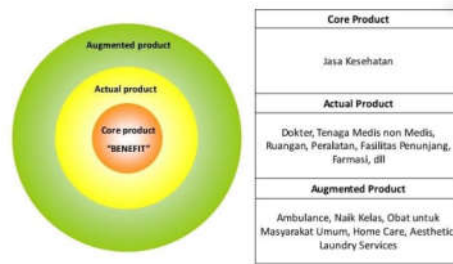 Augmented product
Actual product
Core product
"BENEFIT"
Core Product
Jasa Kesehatan
Actual Product
Dokter, Tenaga Medis non Medis,
Ruangan, Peralatan, Fasilitas Penunjang,
Farmasi, dll
Augmented Product
Ambulance, Naik Kelas, Obat untuk
Masyarakat Umum, Home Care, Aesthetic,
Laundry Services